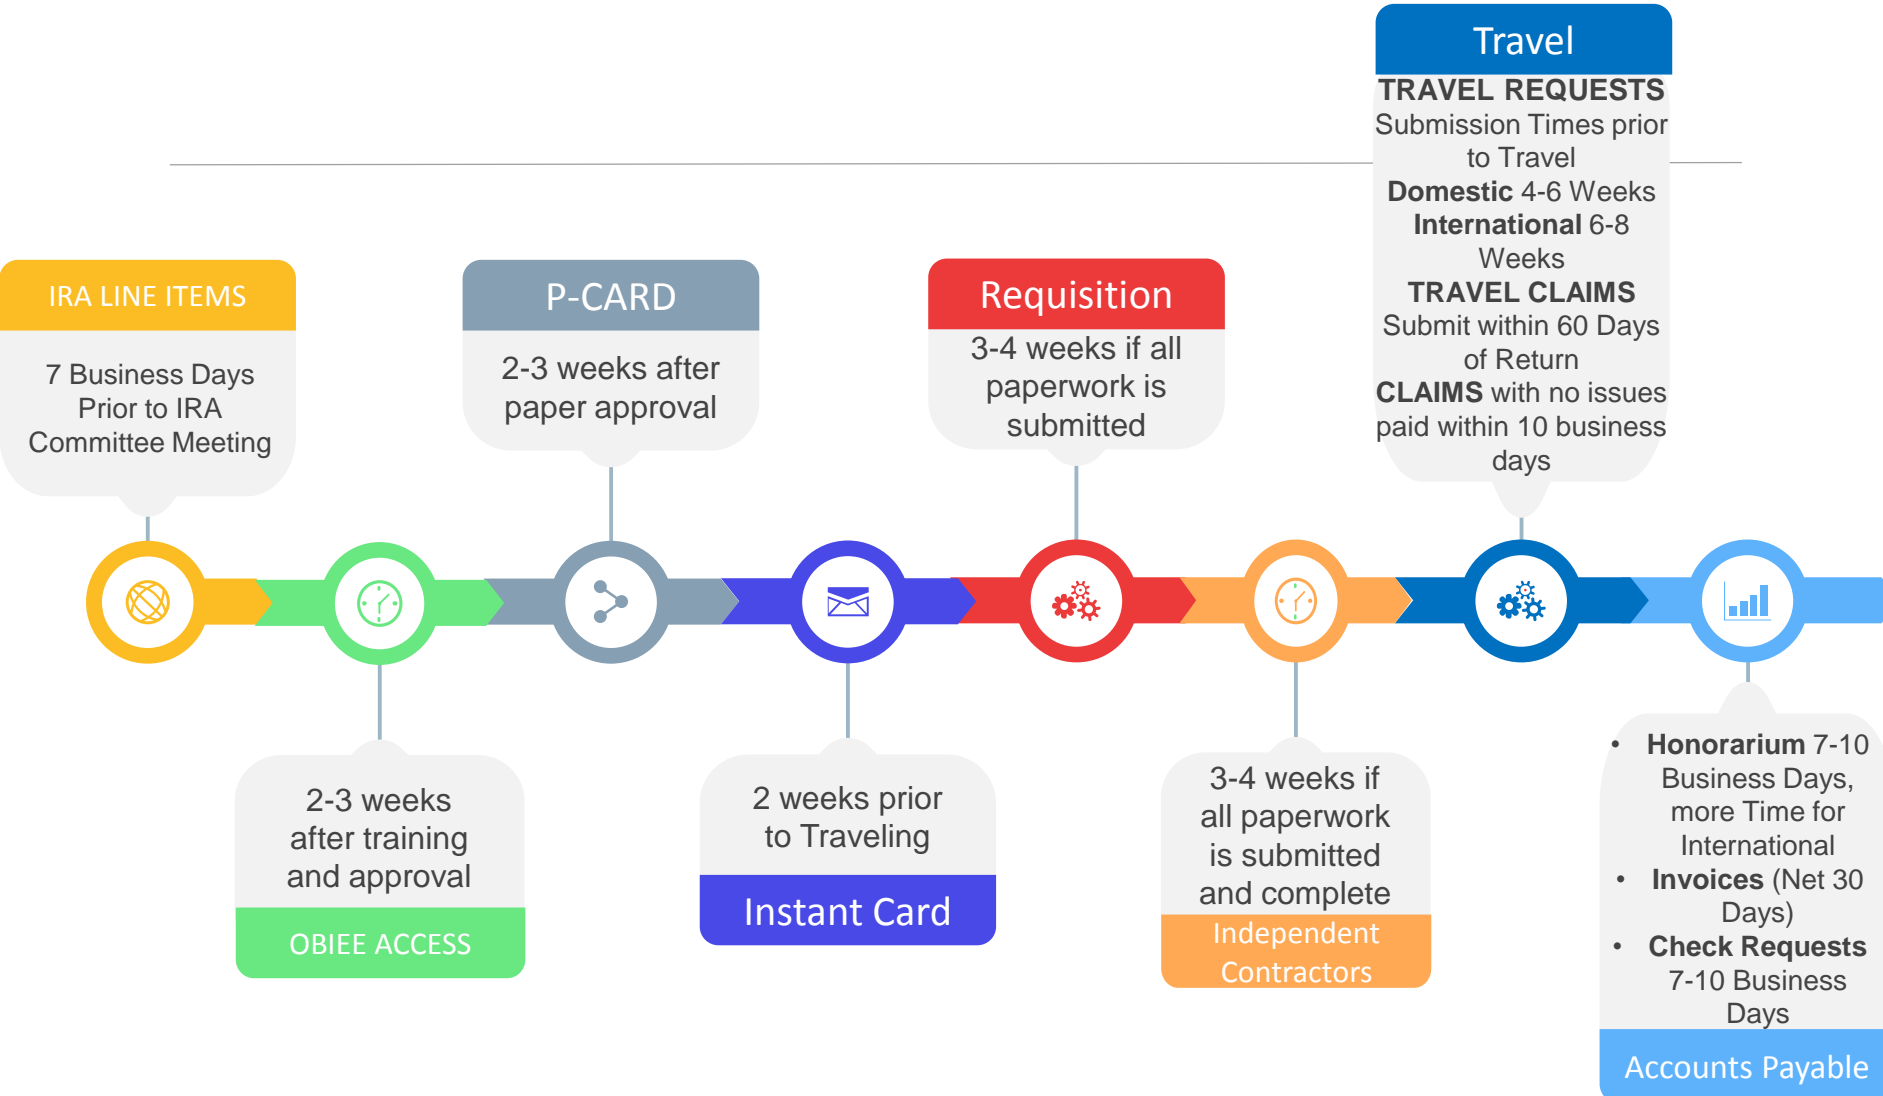 IRA LINE ITEMS
7 Business Days
Prior to IRA
Committee Meeting
2-3 weeks
after training
and approval
OBIEE ACCESS
P-CARD
2-3 weeks after
paper approval
2 weeks prior
to Traveling
Instant Card
Requisition
3-4 weeks if all
paperwork is
submitted
3-4 weeks if
all paperwork
is submitted
and complete
Independent
Contractors
Travel
TRAVEL REQUESTS
Submission Times prior
to Travel
Domestic 4-6 Weeks
International 6-8
Weeks
TRAVEL CLAIMS
Submit within 60 Days
of Return
CLAIMS with no issues
paid within 10 business
days
• Honorarium 7-10
Business Days,
more Time for
International
• Invoices (Net 30
Days)
• Check Requests
7-10 Business
Days
Accounts Payable